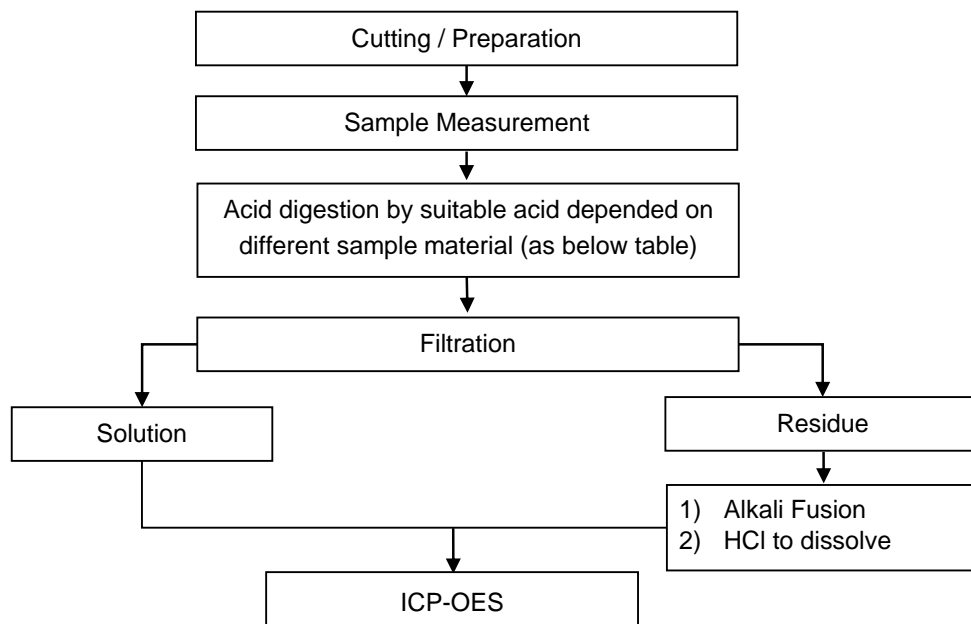 Cutting / Preparation
Sample Measurement
Acid digestion by suitable acid depended on
different sample material (as below table)
Filtration
Solution
Residue
1) Alkali Fusion
2) HCl to dissolve
ICP-OES